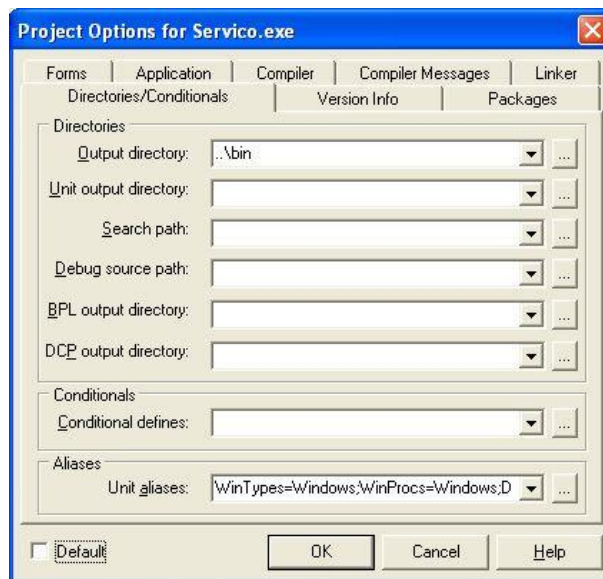 Project Options for Servico.exe
Forms Application Compiler Compiler Messages Linker
Directories/Conditionals Version Info Packages
Directories
Output directory: ..\bin ...
Unit output directory: ...
Search path: ...
Debug source path: ...
BPL output directory: ...
DCP output directory: ...
Conditionals
Conditional defines: ...
Aliases
Unit aliases: WinTypes=Windows;WinProcs=Windows;D ...
Default OK Cancel Help